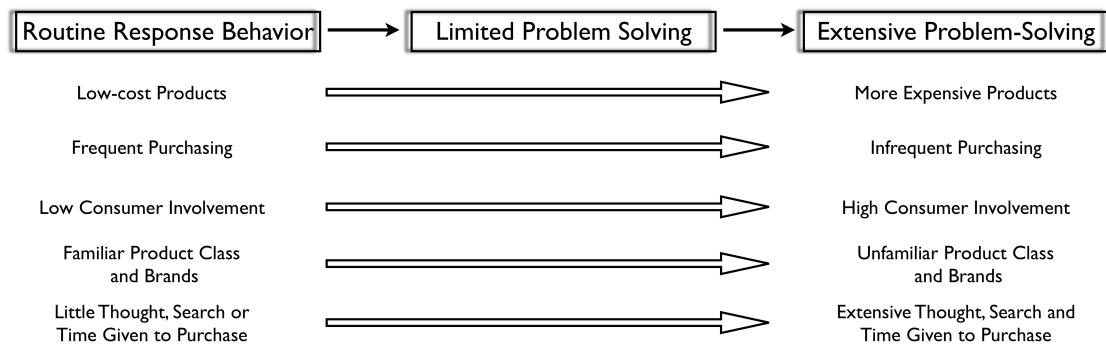 Routine Response Behavior
Limited Problem Solving
Extensive Problem-Solving
Low-cost Products
More Expensive Products
Frequent Purchasing
Infrequent Purchasing
Low Consumer Involvement
High Consumer Involvement
Familiar Product Class
and Brands
Unfamiliar Product Class
and Brands
Little Thought, Search or
Time Given to Purchase
Extensive Thought, Search and
Time Given to Purchase